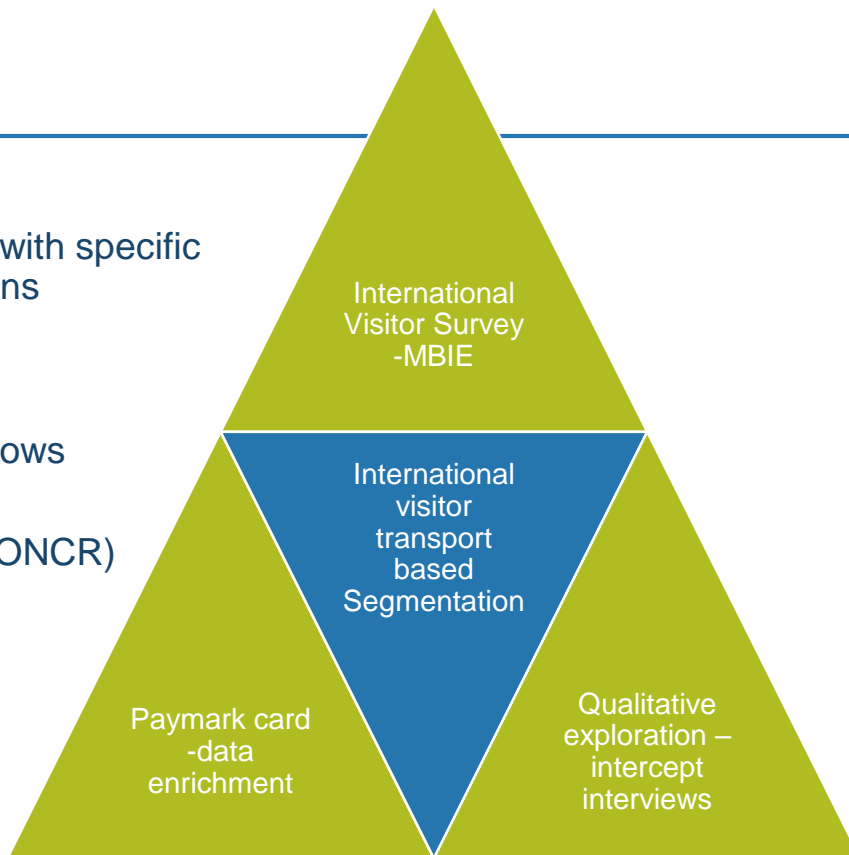 with specific
ns
ows
ONCR)
International
Visitor Survey
-MBIE
International
visitor
transport
based
Segmentation
Paymark card
-data
enrichment
Qualitative
exploration –
intercept
interviews